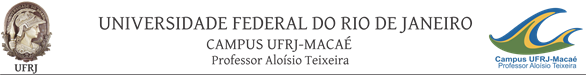 UNIVERSIDADE FEDERAL DO RIO DE JANEIRO
CAMPUS UFRJ-MACAÉ
Professor Aloísio Teixeira
UFRJ
Campus UFRJ-Macaé
Professor Aloísio Teixeira